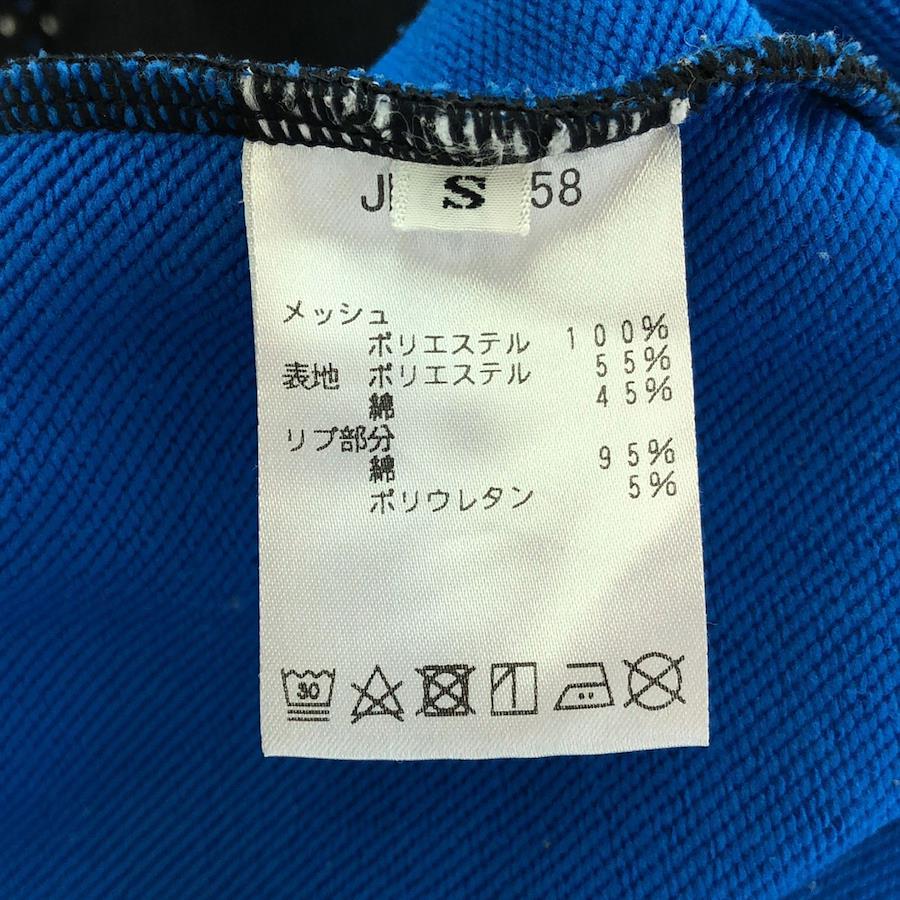 J S 58
メッシュ
ポリエステル 100%
表地 ポリエステル 55%
綿 45%
リブ部分
綿 95%
ポリウレタン 5%
30